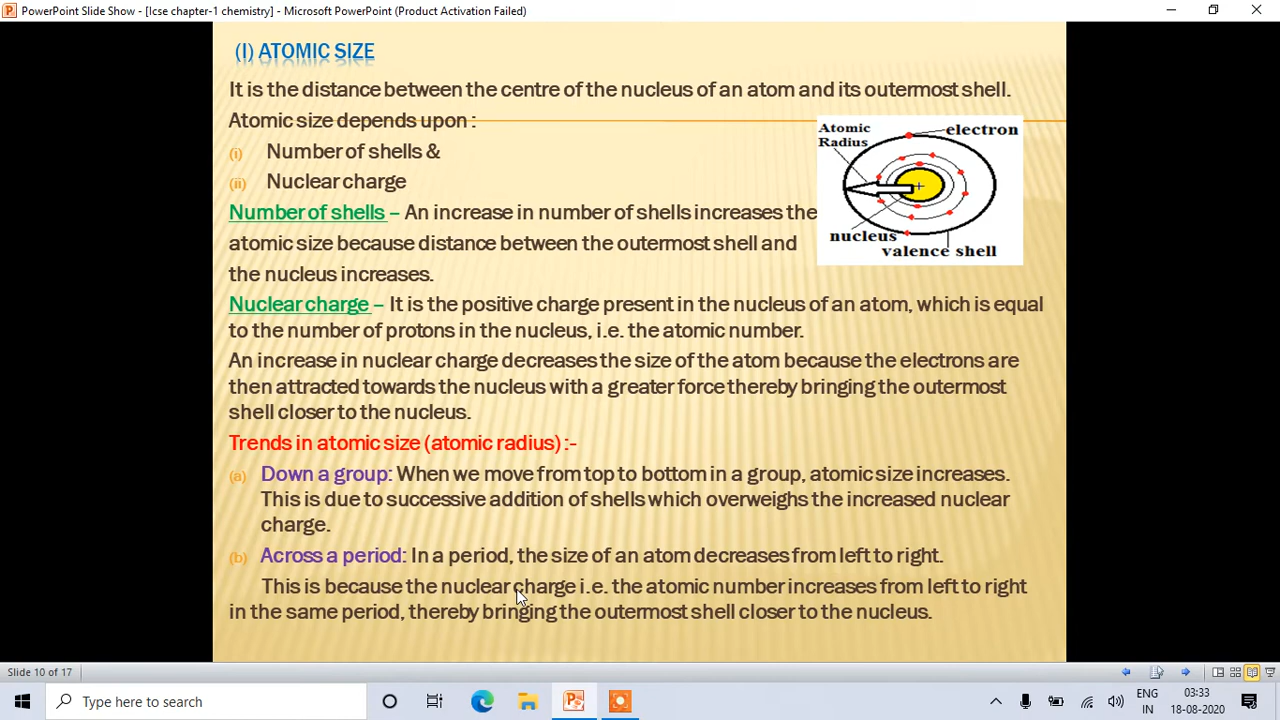 PowerPoint Slide Show - [Icse chapter-1 chemistry] - Microsoft PowerPoint (Product Activation Failed)
(I) ATOMIC SIZE
It is the distance between the centre of the nucleus of an atom and its outermost shell.
Atomic size depends upon :
(i) Number of shells &
(ii) Nuclear charge
Number of shells – An increase in number of shells increases the
atomic size because distance between the outermost shell and
the nucleus increases.
Atomic
Radius
electron
nucleus
valence shell
Nuclear charge – It is the positive charge present in the nucleus of an atom, which is equal
to the number of protons in the nucleus, i.e. the atomic number.
An increase in nuclear charge decreases the size of the atom because the electrons are
then attracted towards the nucleus with a greater force thereby bringing the outermost
shell closer to the nucleus.
Trends in atomic size (atomic radius) :-
(a) Down a group: When we move from top to bottom in a group, atomic size increases.
This is due to successive addition of shells which overweighs the increased nuclear
charge.
(b) Across a period: In a period, the size of an atom decreases from left to right.
This is because the nuclear charge i.e. the atomic number increases from left to right
in the same period, thereby bringing the outermost shell closer to the nucleus.
Slide 10 of 17
Type here to search
ENG
IN
03:33
18-08-2020